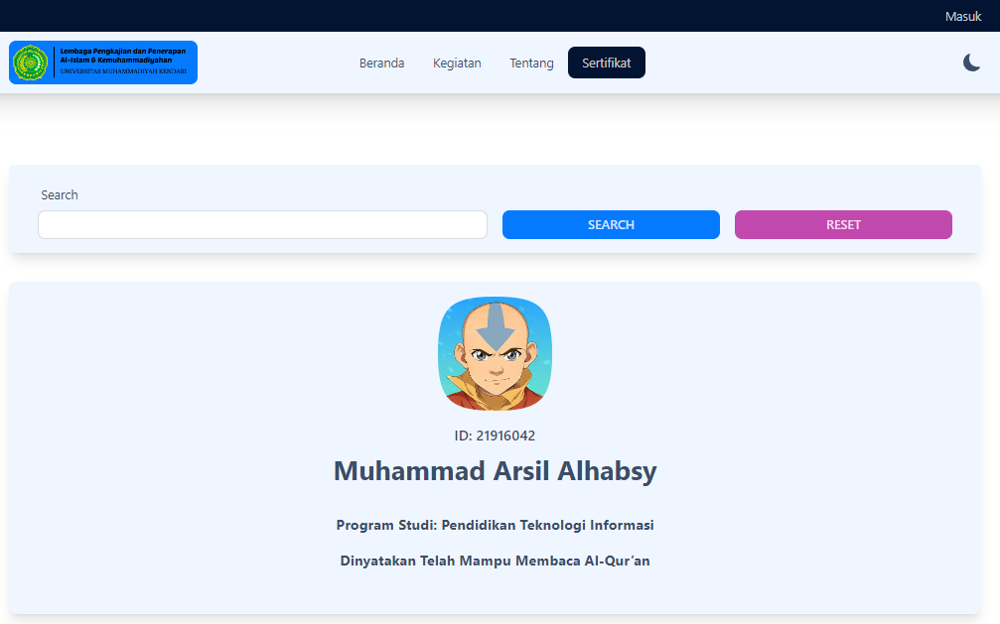 Masuk
Lembaga Pengkajian dan Penerapan
Al-Islam & Kemuhammadiyahan
UNIVERSITAS MUHAMMADIYAH KENDARI
Beranda
Kegiatan
Tentang
Sertifikat
Search
SEARCH
RESET
ID: 21916042
Muhammad Arsil Alhabsy
Program Studi: Pendidikan Teknologi Informasi
Dinyatakan Telah Mampu Membaca Al-Qur’an